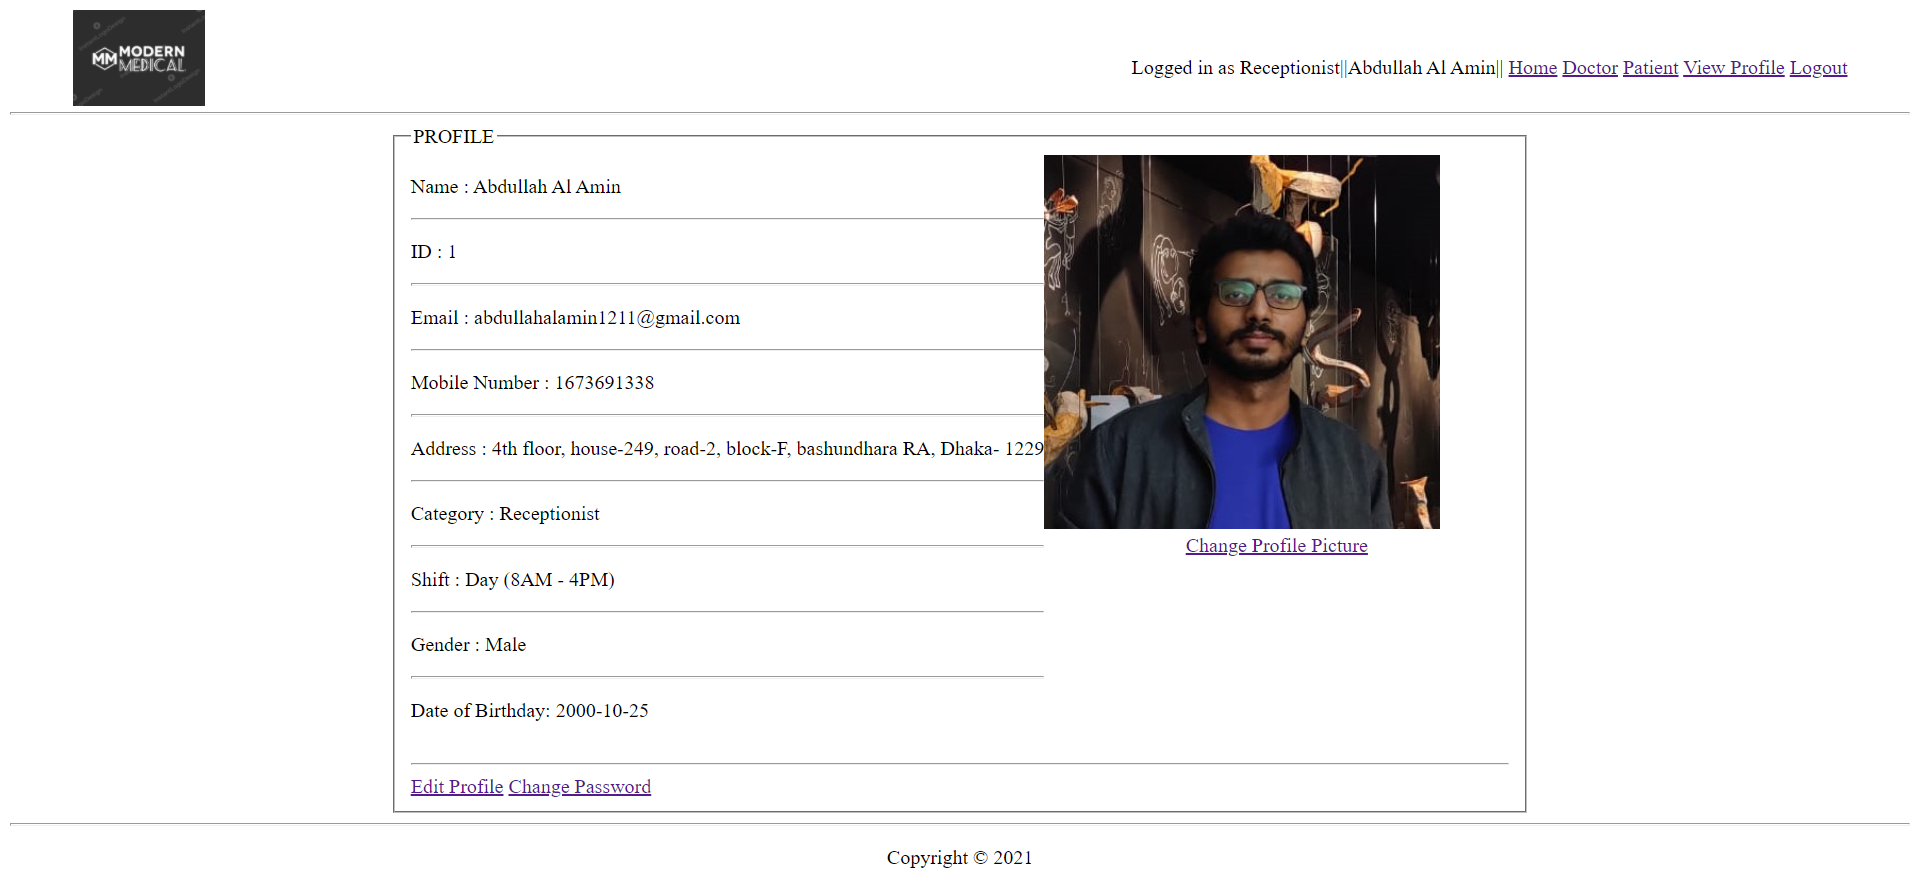 MM MODERN
MEDICAL
Logged in as Receptionist||Abdullah Al Amin|| Home Doctor Patient View Profile Logout
PROFILE
Name : Abdullah Al Amin
ID : 1
Email : abdullahalamin1211@gmail.com
Mobile Number : 1673691338
Address : 4th floor, house-249, road-2, block-F, bashundhara RA, Dhaka- 1229
Category : Receptionist
Change Profile Picture
Shift : Day (8AM - 4PM)
Gender : Male
Date of Birthday: 2000-10-25
Edit Profile Change Password
Copyright © 2021